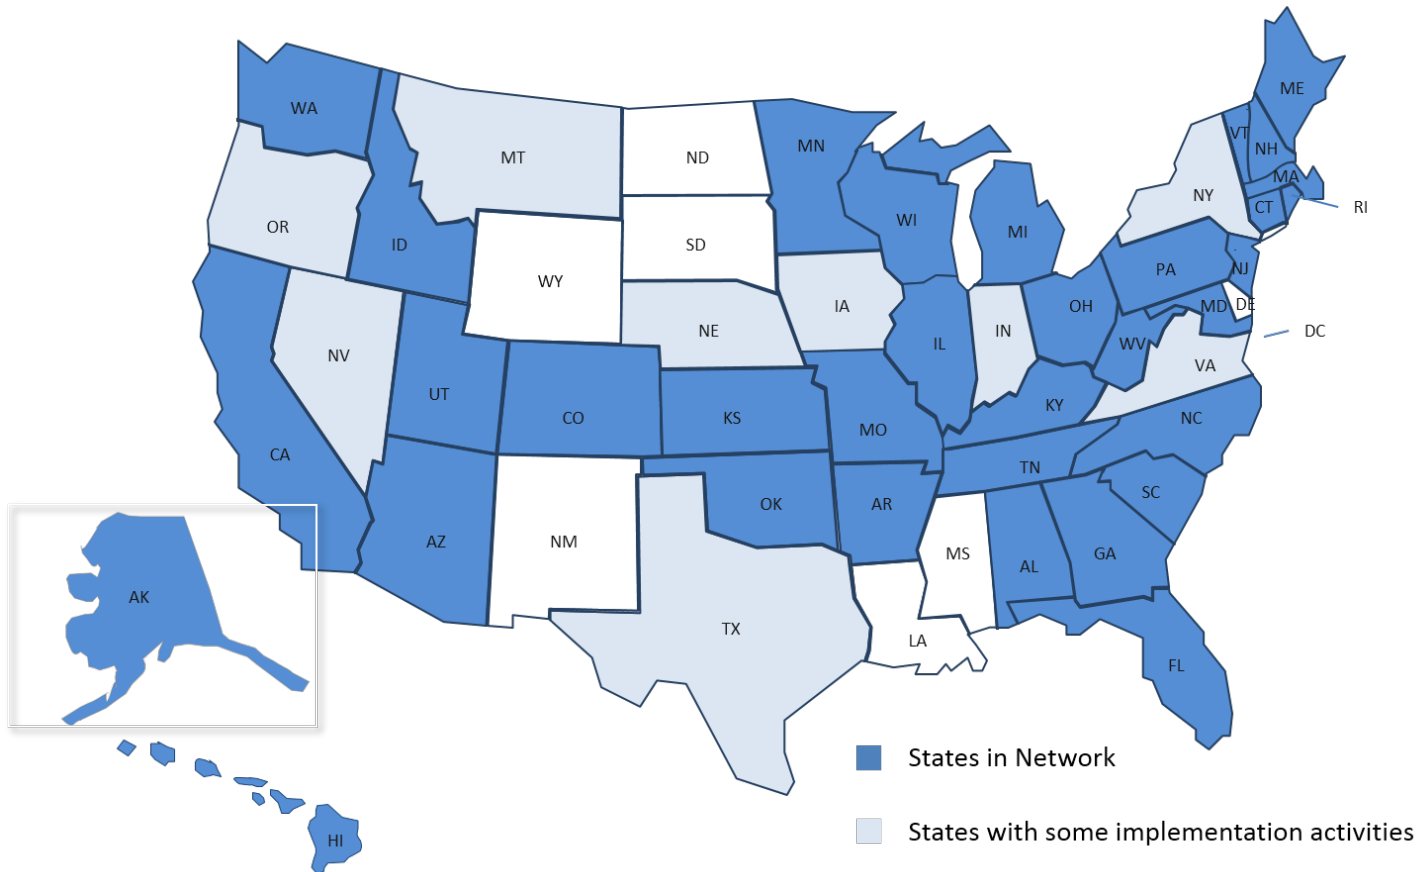 ME
WA
VT
MN
NH
MT
ND
MA
NY
CT
RI
WI
OR
MI
ID
SD
PA
NJ
WY
MD
DE
IA
OH
NE
IN
DC
IL
WV
NV
VA
UT
KY
CO
KS
NC
MO
CA
TN
SC
OK
AR
AZ
NM
MS
GA
AL
AK
TX
LA
FL
States in Network
States with some implementation activities
HI